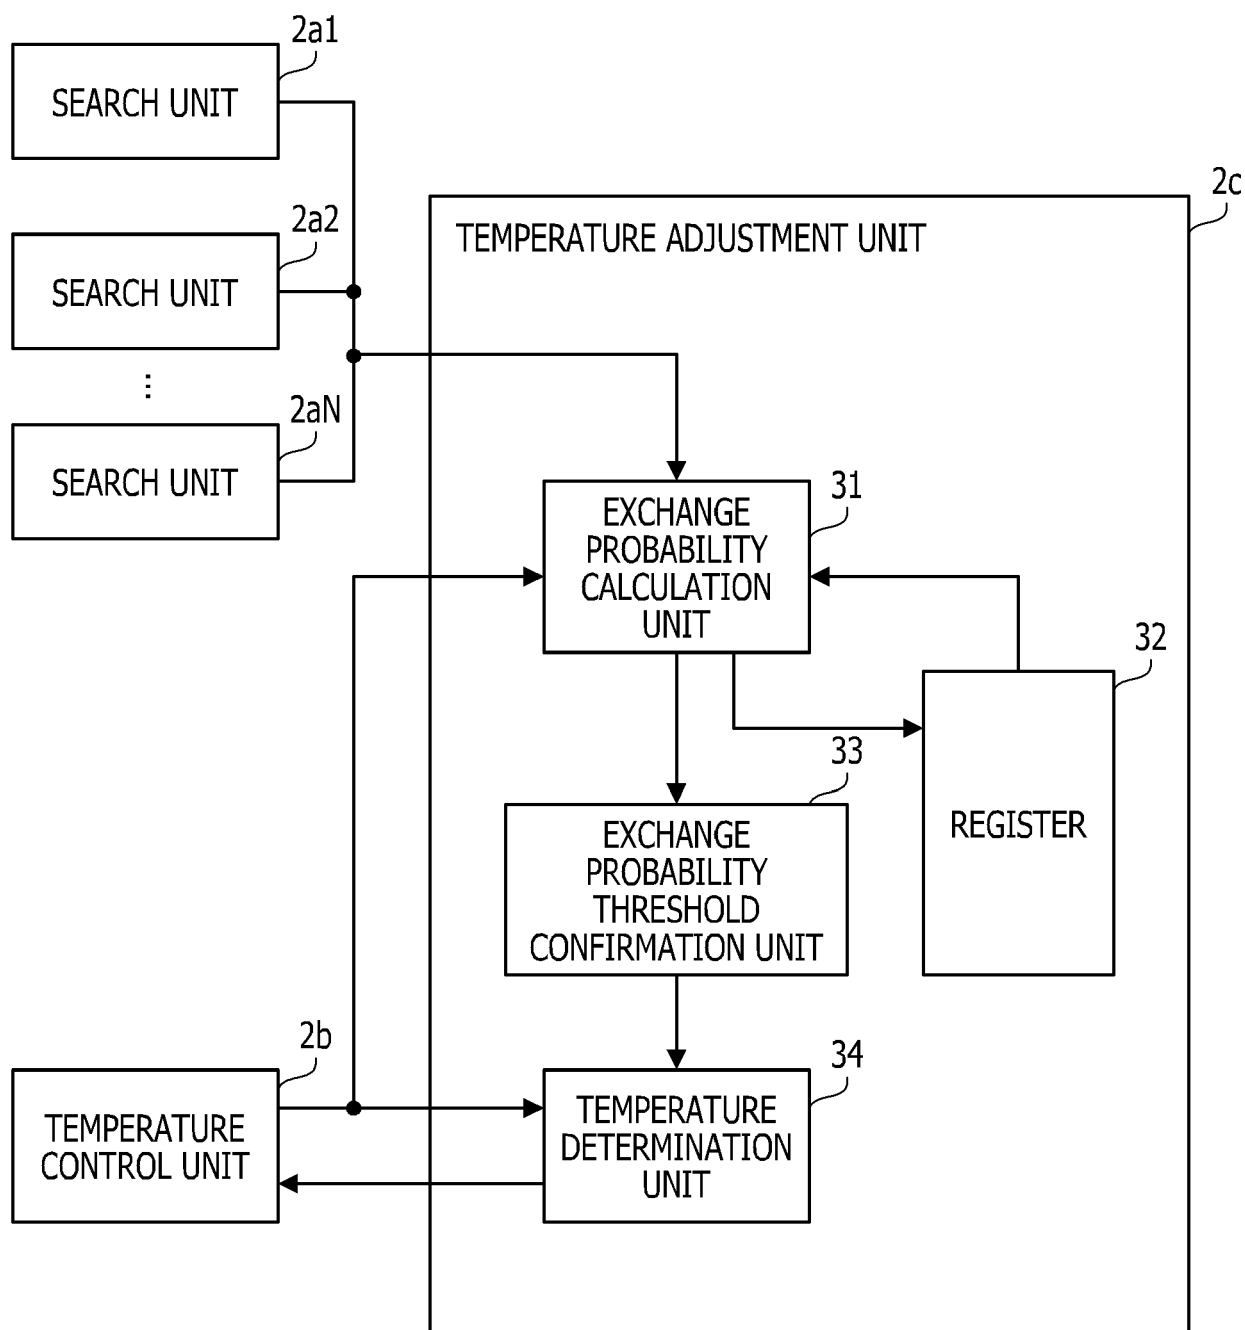 2a1
SEARCH UNIT
2a2
SEARCH UNIT
...
2aN
SEARCH UNIT
2c
TEMPERATURE ADJUSTMENT UNIT
31
EXCHANGE
PROBABILITY
CALCULATION
UNIT
32
REGISTER
33
EXCHANGE
PROBABILITY
THRESHOLD
CONFIRMATION UNIT
2b
TEMPERATURE
CONTROL UNIT
34
TEMPERATURE
DETERMINATION
UNIT